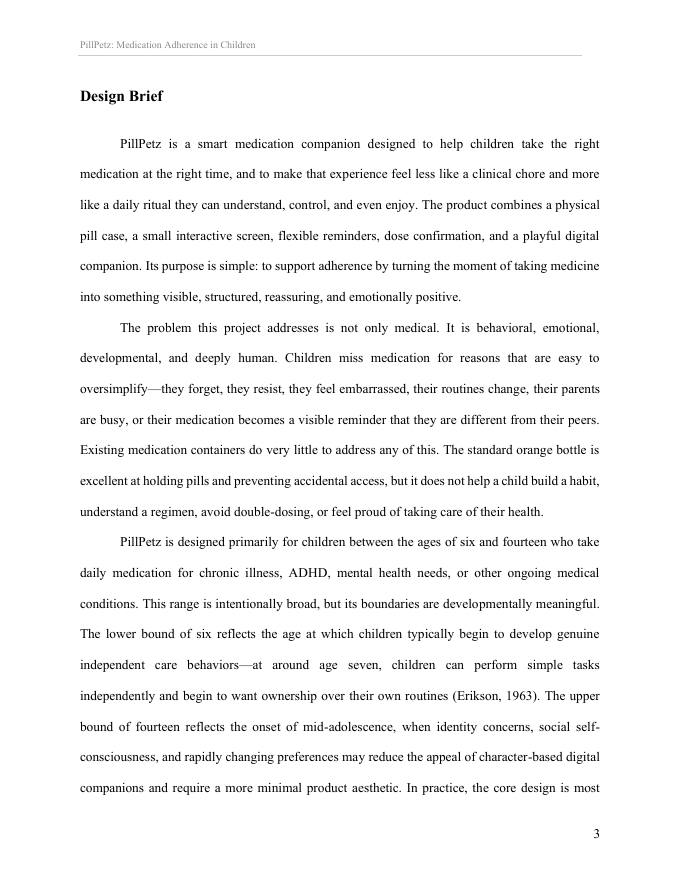 PillPetz: Medication Adherence in Children
Design Brief
PillPetz is a smart medication companion designed to help children take the right
medication at the right time, and to make that experience feel less like a clinical chore and more
like a daily ritual they can understand, control, and even enjoy. The product combines a physical
pill case, a small interactive screen, flexible reminders, dose confirmation, and a playful digital
companion. Its purpose is simple: to support adherence by turning the moment of taking medicine
into something visible, structured, reassuring, and emotionally positive.
The problem this project addresses is not only medical. It is behavioral, emotional,
developmental, and deeply human. Children miss medication for reasons that are easy to
oversimplify—they forget, they resist, they feel embarrassed, their routines change, their parents
are busy, or their medication becomes a visible reminder that they are different from their peers.
Existing medication containers do very little to address any of this. The standard orange bottle is
excellent at holding pills and preventing accidental access, but it does not help a child build a habit,
understand a regimen, avoid double-dosing, or feel proud of taking care of their health.
PillPetz is designed primarily for children between the ages of six and fourteen who take
daily medication for chronic illness, ADHD, mental health needs, or other ongoing medical
conditions. This range is intentionally broad, but its boundaries are developmentally meaningful.
The lower bound of six reflects the age at which children typically begin to develop genuine
independent care behaviors—at around age seven, children can perform simple tasks
independently and begin to want ownership over their own routines (Erikson, 1963). The upper
bound of fourteen reflects the onset of mid-adolescence, when identity concerns, social self-
consciousness, and rapidly changing preferences may reduce the appeal of character-based digital
companions and require a more minimal product aesthetic. In practice, the core design is most
3